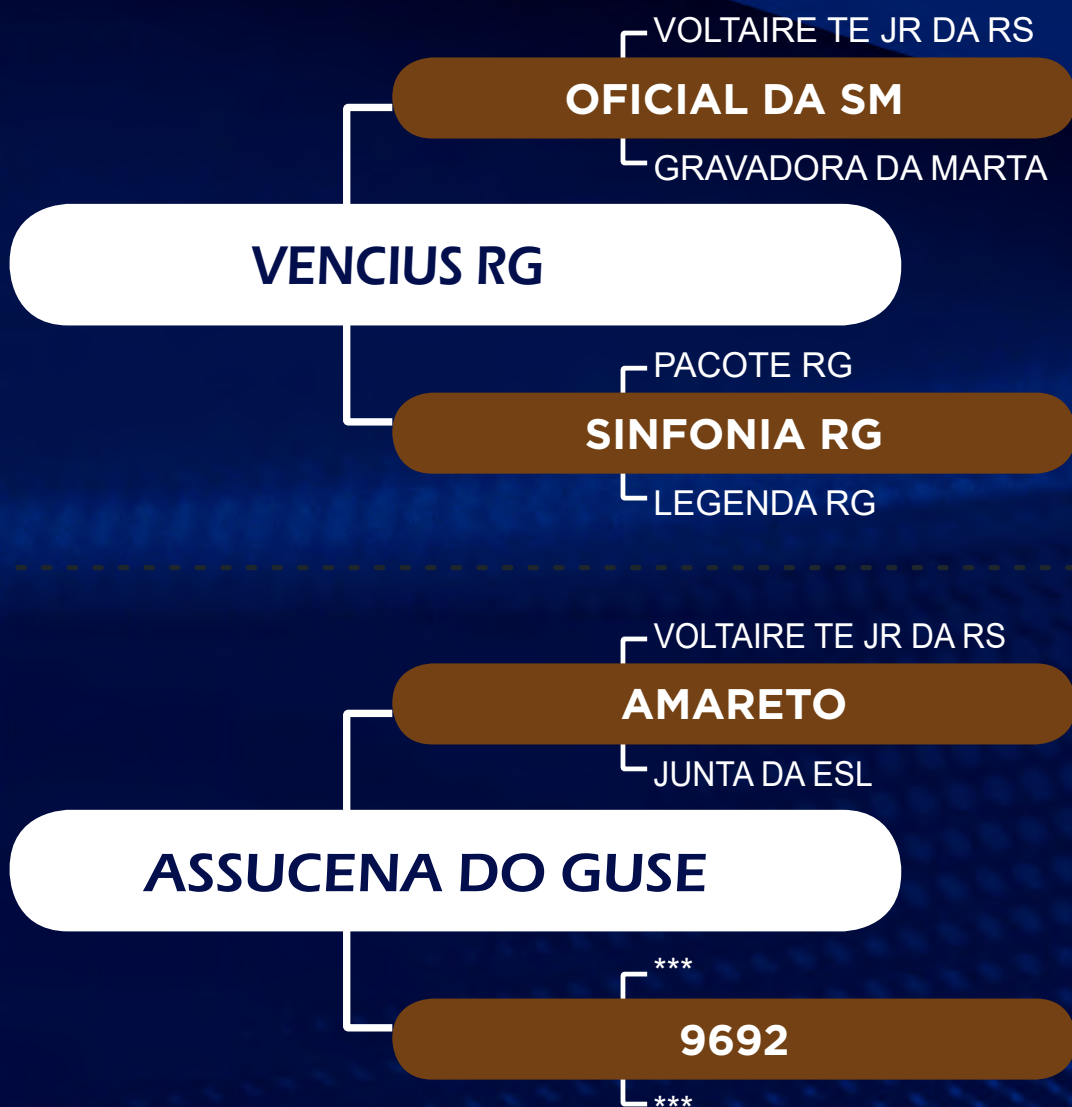 VOLTAIRE TE JR DA RS
OFICIAL DA SM
GRAVADORA DA MARTA
VENCIUS RG
PACOTE RG
SINFONIA RG
LEGENDA RG
VOLTAIRE TE JR DA RS
AMARETO
JUNTA DA ESL
ASSUCENA DO GUSE
***
9692
***